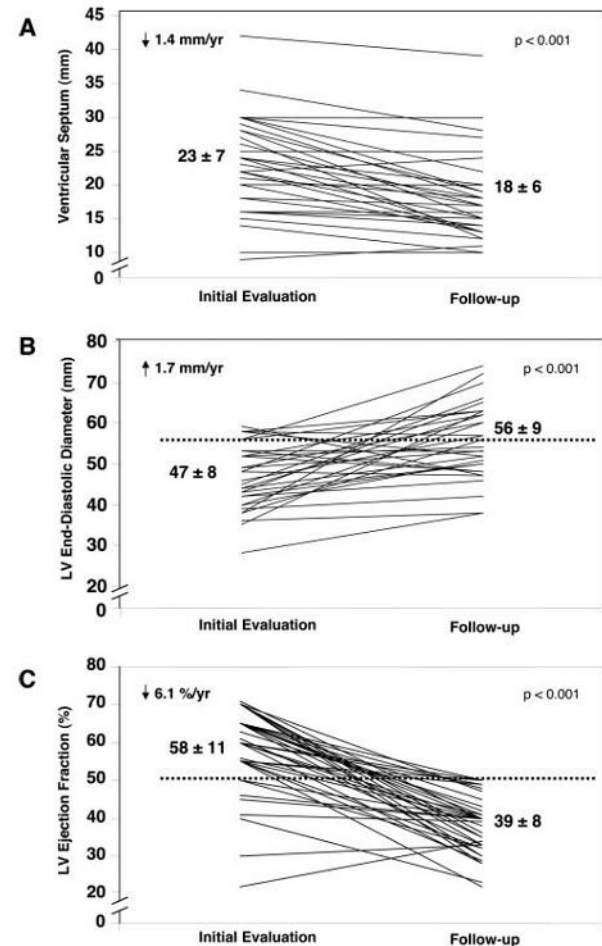 A
Ventricular Septum (mm)
45
40
35
30
25
20
15
10
0
↓ 1.4 mm/yr
p < 0.001
23 ± 7
18 ± 6
Initial Evaluation
Follow-up
B
LV End-Diastolic Diameter (mm)
80
70
60
50
40
30
20
0
↑ 1.7 mm/yr
p < 0.001
47 ± 8
56 ± 9
Initial Evaluation
Follow-up
C
LV Ejection Fraction (%)
80
70
60
50
40
30
20
0
↓ 6.1 %/yr
p < 0.001
58 ± 11
39 ± 8
Initial Evaluation
Follow-up